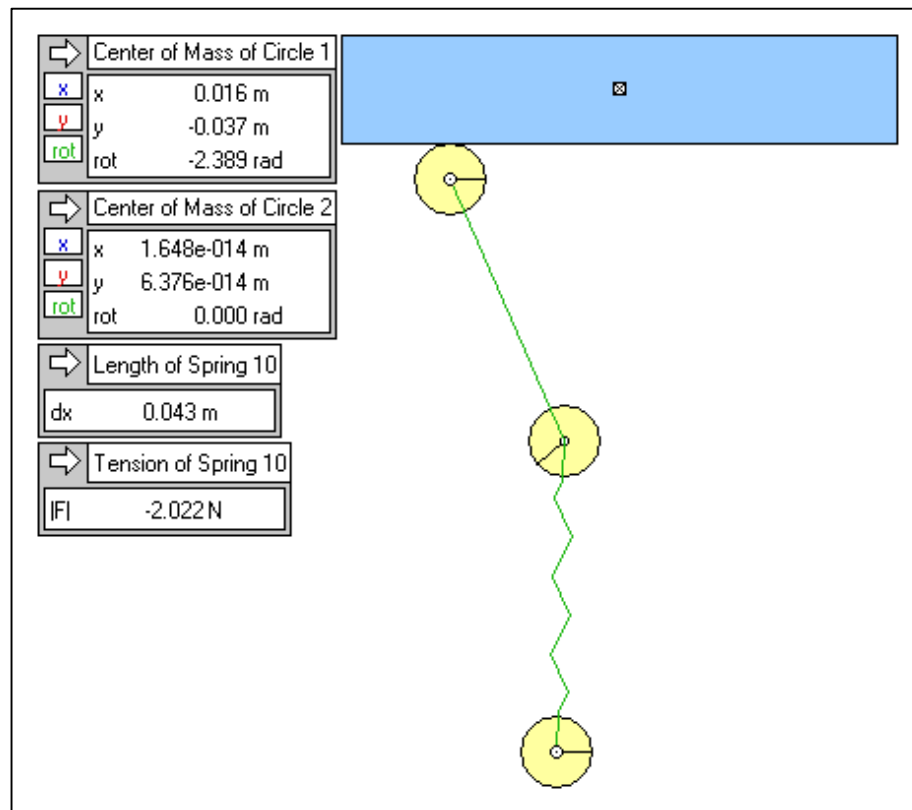 Center of Mass of Circle 1
x x 0.016 m
y y -0.037 m
rot rot -2.389 rad
Center of Mass of Circle 2
x x 1.648e-014 m
y y 6.376e-014 m
rot rot 0.000 rad
Length of Spring 10
dx 0.043 m
Tension of Spring 10
|F| -2.022 N